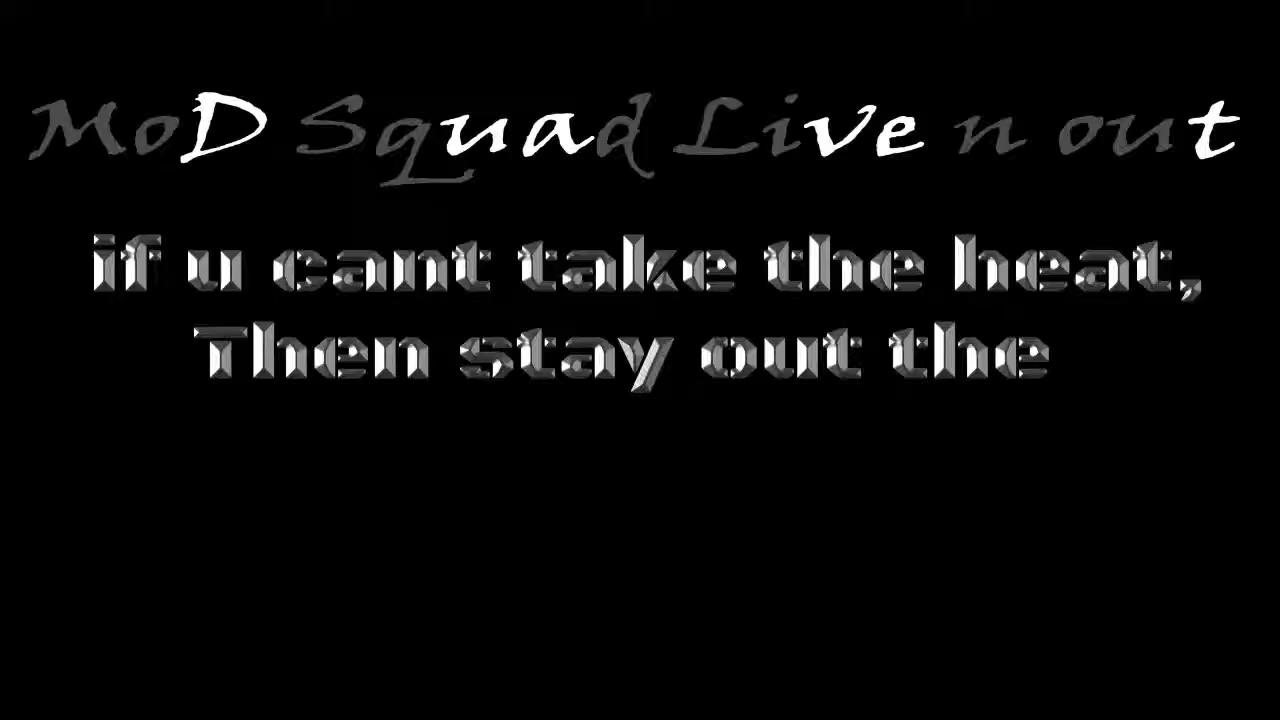 MoD Squad Live n out
if u cant take the heat,
Then stay out the